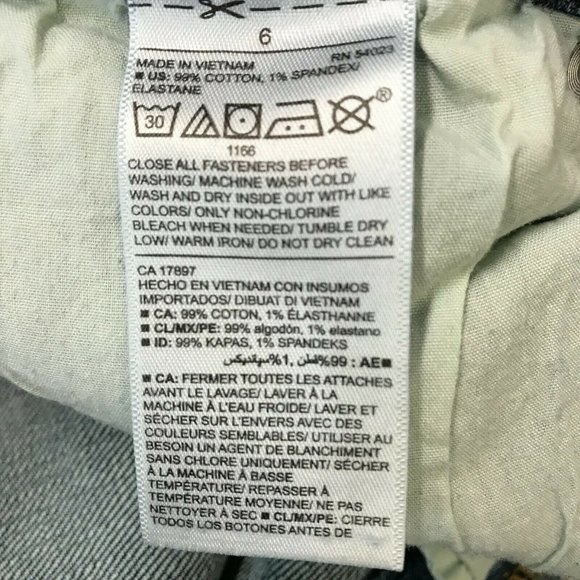 6
RN 54023
MADE IN VIETNAM
■ US: 99% COTTON, 1% SPANDEX/
ELASTANE
30
®
1166
CLOSE ALL FASTENERS BEFORE
WASHING/ MACHINE WASH COLD/
WASH AND DRY INSIDE OUT WITH LIKE
COLORS/ ONLY NON-CHLORINE
BLEACH WHEN NEEDED/ TUMBLE DRY
LOW/ WARM IRON/ DO NOT DRY CLEAN
CA 17897
HECHO EN VIETNAM CON INSUMOS
IMPORTADOS/ DIBUAT DI VIETNAM
■ CA: 99% COTON, 1% ÉLASTHANNE
■ CL/MX/PE: 99% algodón, 1% elastano
■ ID: 99% KAPAS, 1% SPANDEKS
■ AE: 99% قطن, 1% سباندیکس
■ CA: FERMER TOUTES LES ATTACHES
AVANT LE LAVAGE/ LAVER À LA
MACHINE À L'EAU FROIDE/ LAVER ET
SÉCHER SUR L'ENVERS AVEC DES
COULEURS SEMBLABLES/ UTILISER AU
BESOIN UN AGENT DE BLANCHIMENT
SANS CHLORE UNIQUEMENT/ SÉCHER
À LA MACHINE À BASSE
TEMPÉRATURE/ REPASSER À
TEMPÉRATURE MOYENNE/ NE PAS
NETTOYER À SEC ■ CL/MX/PE: CIERRE
TODOS LOS BOTONES ANTES DE